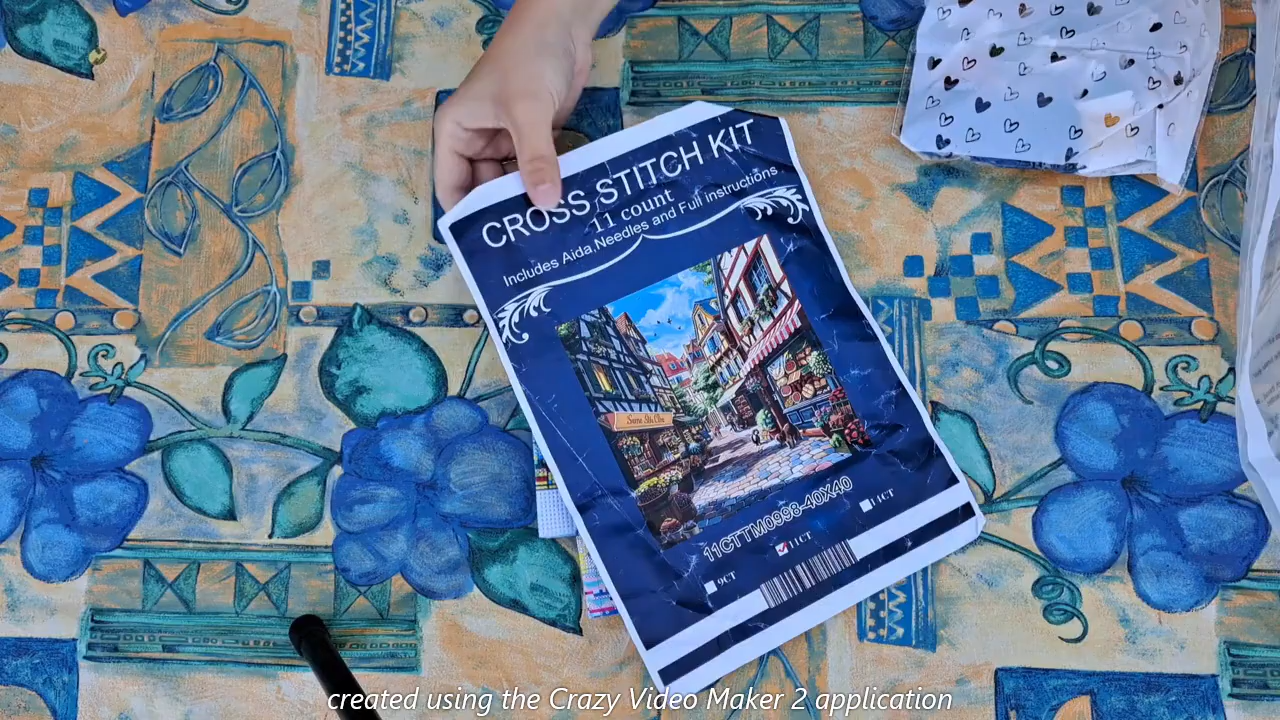 CROSS STITCH KIT
11 count
Includes Aida,Needles and Full Instructions
11CTTM0998-40X40
9CT
11CT
14CT
created using the Crazy Video Maker 2 application